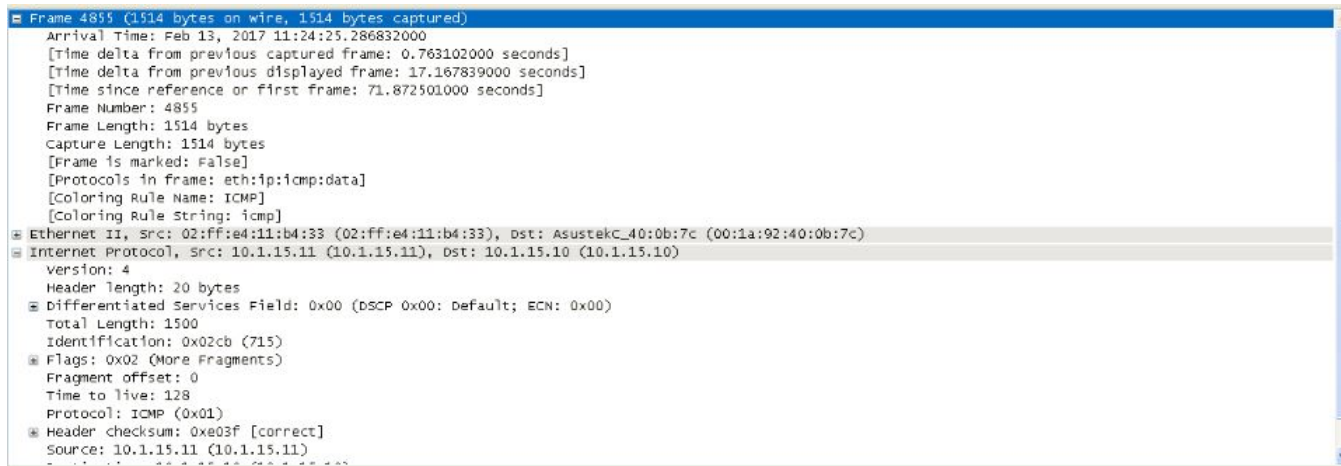 Frame 4855 (1514 bytes on wire, 1514 bytes captured)
Arrival Time: Feb 13, 2017 11:24:25.286832000
[Time delta from previous captured frame: 0.763102000 seconds]
[Time delta from previous displayed frame: 17.167839000 seconds]
[Time since reference or first frame: 71.872501000 seconds]
Frame Number: 4855
Frame Length: 1514 bytes
Capture Length: 1514 bytes
[Frame is marked: False]
[Protocols in frame: eth:ip:icmp:data]
[Coloring Rule Name: ICMP]
[Coloring Rule String: icmp]
Ethernet II, Src: 02:ff:e4:11:b4:33 (02:ff:e4:11:b4:33), Dst: AsustekC_40:0b:7c (00:1a:92:40:0b:7c)
Internet Protocol, Src: 10.1.15.11 (10.1.15.11), Dst: 10.1.15.10 (10.1.15.10)
Version: 4
Header length: 20 bytes
Differentiated Services Field: 0x00 (DSCP 0x00: Default; ECN: 0x00)
Total Length: 1500
Identification: 0x02cb (715)
Flags: 0x02 (More Fragments)
Fragment offset: 0
Time to live: 128
Protocol: ICMP (0x01)
Header checksum: 0xe03f [correct]
Source: 10.1.15.11 (10.1.15.11)